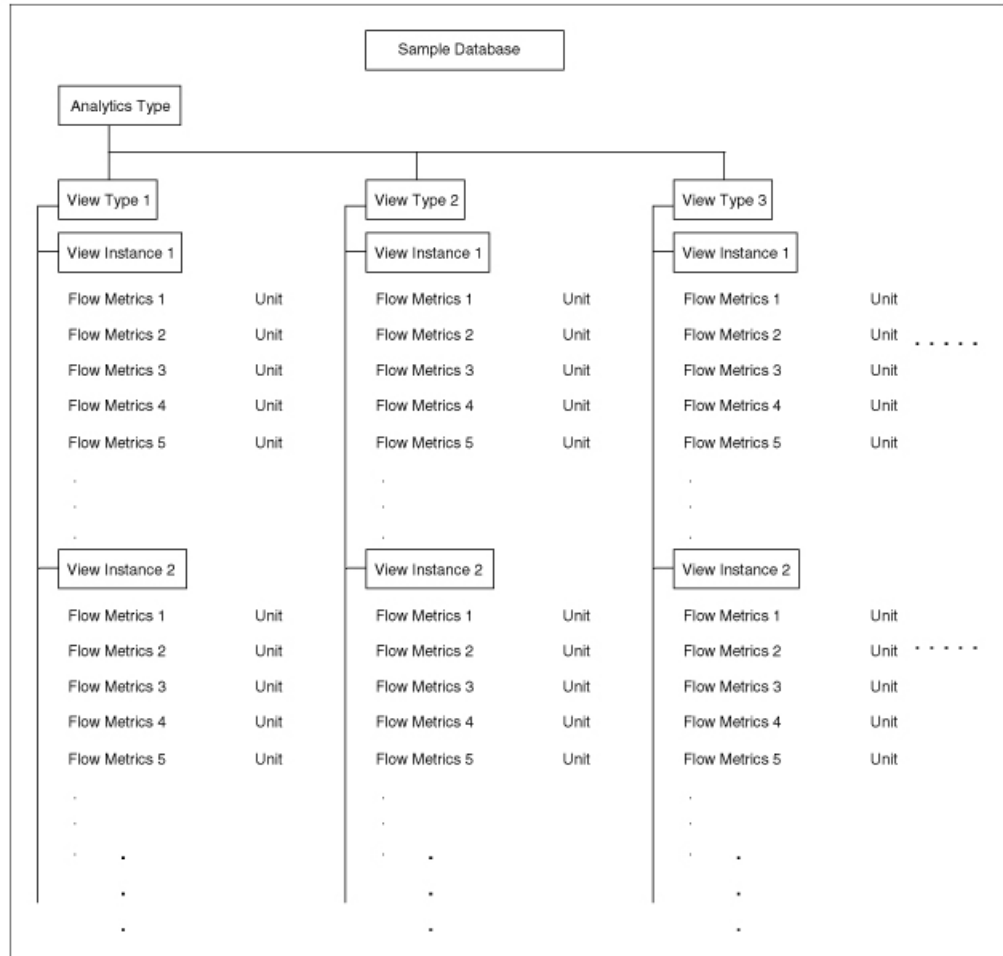 Sample Database
Analytics Type
View Type 1
View Type 2
View Type 3
View Instance 1
View Instance 1
View Instance 1
Flow Metrics 1 Unit Flow Metrics 1 Unit Flow Metrics 1 Unit
Flow Metrics 2 Unit Flow Metrics 2 Unit Flow Metrics 2 Unit . . . . .
Flow Metrics 3 Unit Flow Metrics 3 Unit Flow Metrics 3 Unit
Flow Metrics 4 Unit Flow Metrics 4 Unit Flow Metrics 4 Unit
Flow Metrics 5 Unit Flow Metrics 5 Unit Flow Metrics 5 Unit
View Instance 2
View Instance 2
View Instance 2
Flow Metrics 1 Unit Flow Metrics 1 Unit Flow Metrics 1 Unit
Flow Metrics 2 Unit Flow Metrics 2 Unit Flow Metrics 2 Unit . . . . .
Flow Metrics 3 Unit Flow Metrics 3 Unit Flow Metrics 3 Unit
Flow Metrics 4 Unit Flow Metrics 4 Unit Flow Metrics 4 Unit
Flow Metrics 5 Unit Flow Metrics 5 Unit Flow Metrics 5 Unit